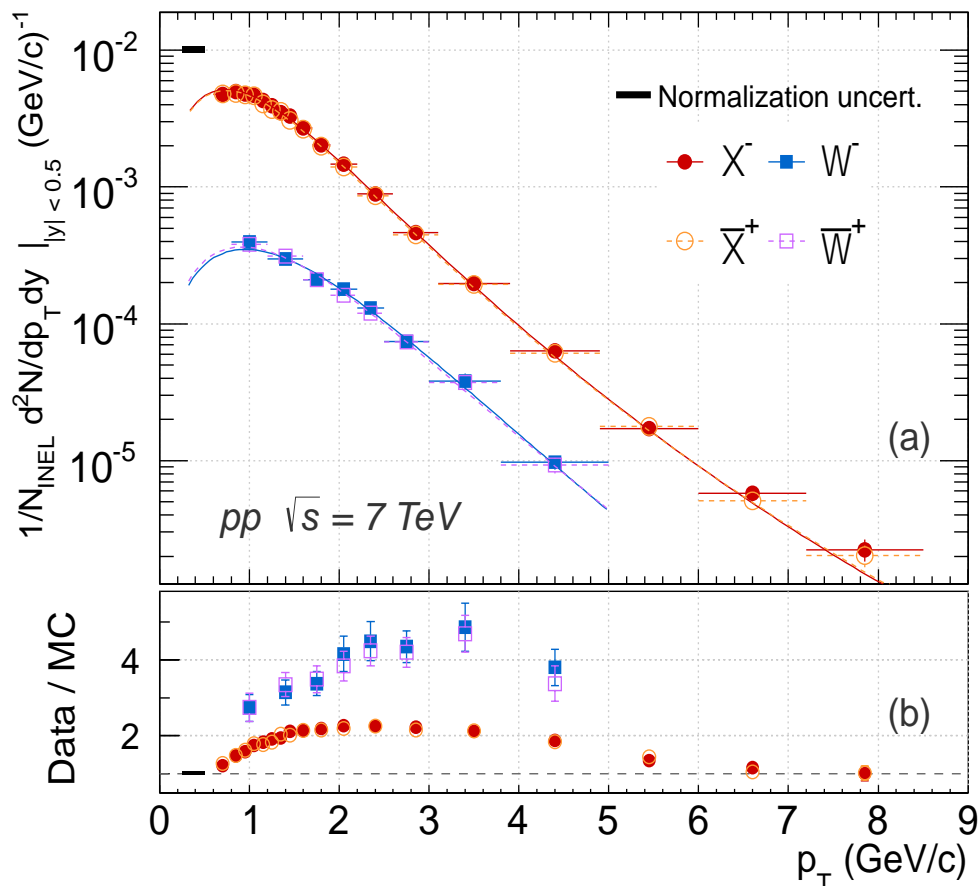 1/N_INEL d²N/dp_T dy |_|y| < 0.5 (GeV/c)⁻¹
10⁻²
10⁻³
10⁻⁴
10⁻⁵
Normalization uncert.
X⁻ W⁻
X̅⁺ W̅⁺
(a)
pp √s = 7 TeV
Data / MC
4
2
(b)
0 1 2 3 4 5 6 7 8 9
p_T (GeV/c)